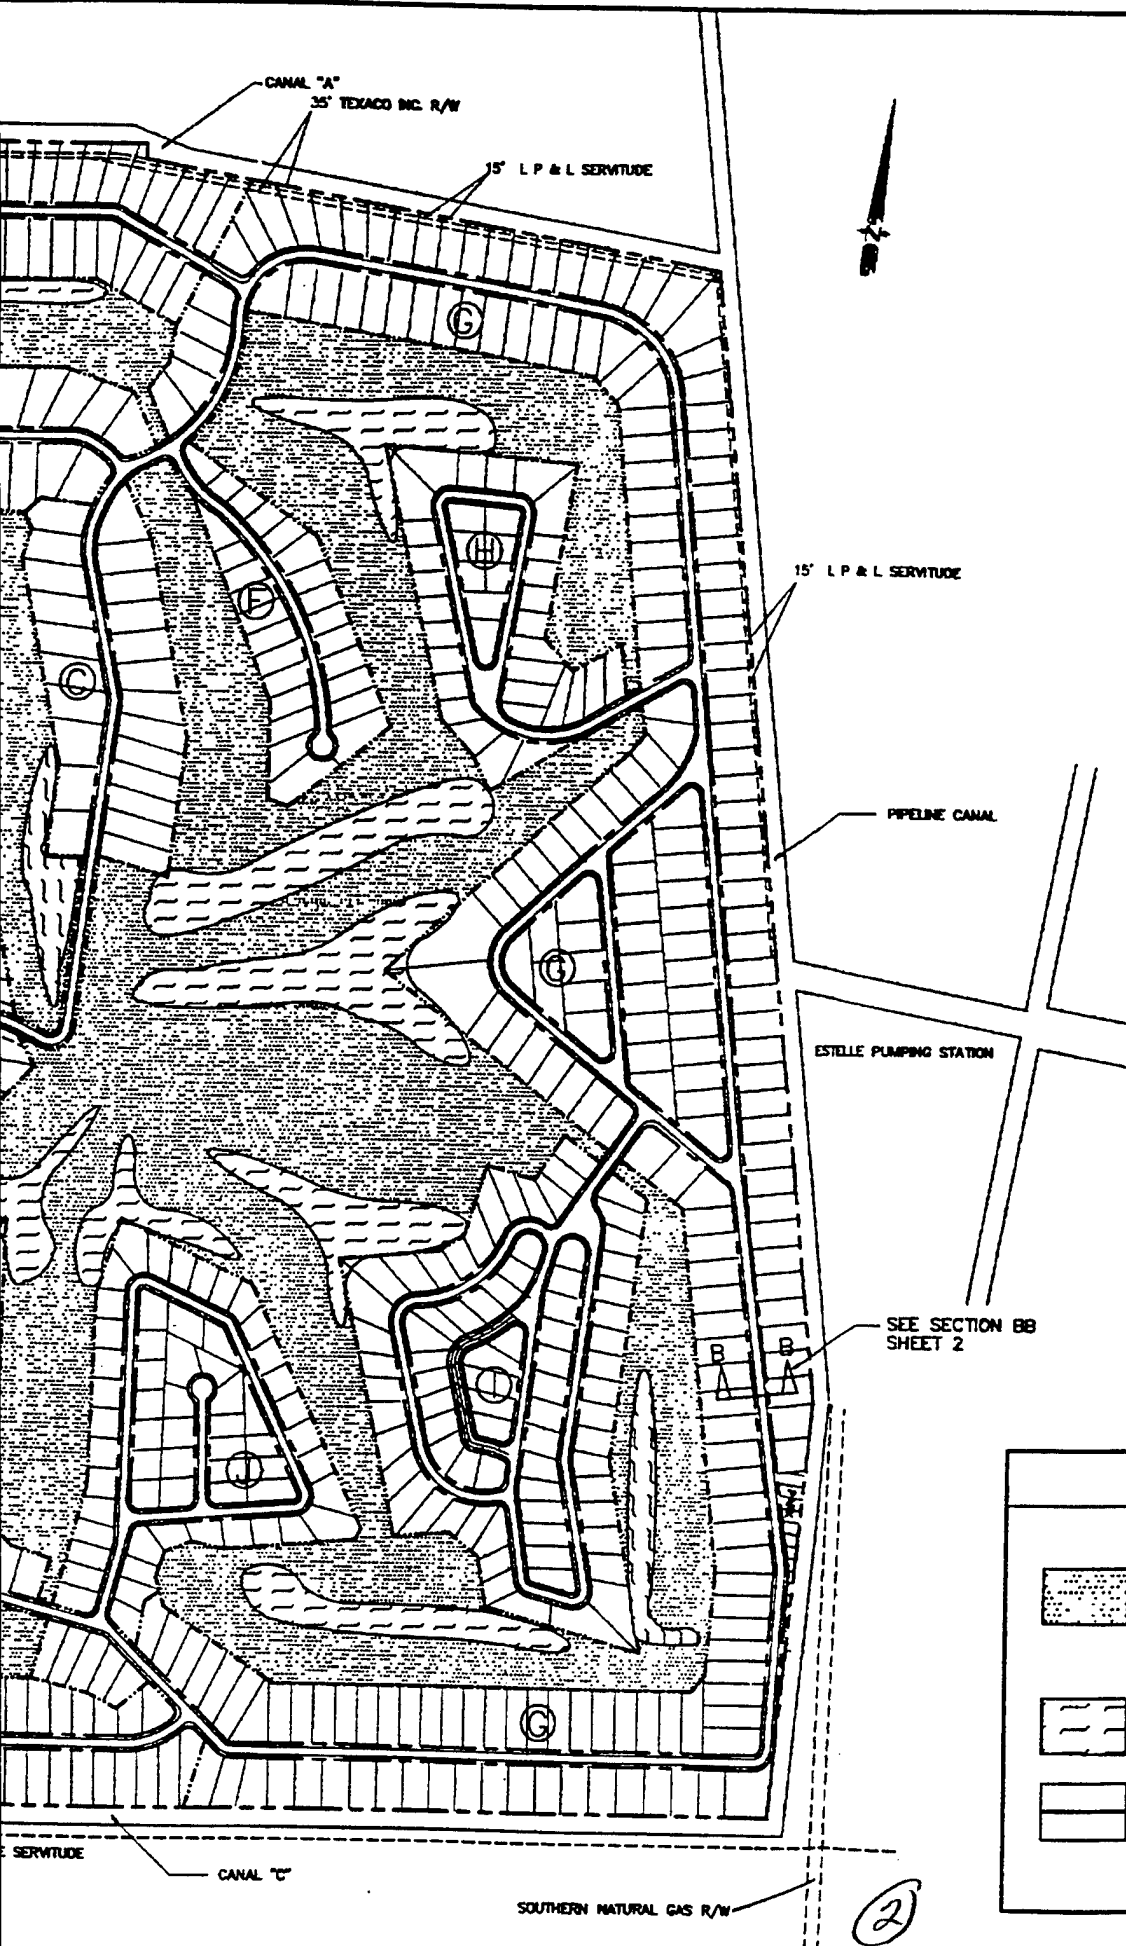 CANAL "A"
35' TEXACO INC. R/W
15' L P & L SERVITUDE
G
H
15' L P & L SERVITUDE
F
C
PIPELINE CANAL
G
ESTELLE PUMPING STATION
SEE SECTION BB
SHEET 2
B
B
I
J
G
E SERVITUDE
CANAL "C"
SOUTHERN NATURAL GAS R/W
2